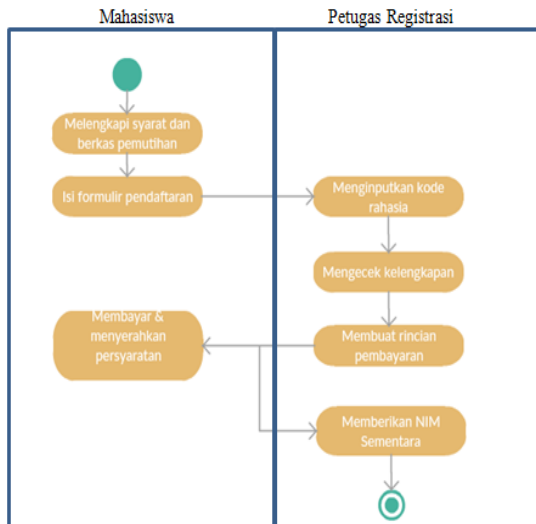 Mahasiswa
Petugas Registrasi
Melengkapi syarat dan
berkas pemutihan
Isi formulir pendaftaran
Menginputkan kode
rahasia
Mengecek kelengkapan
Membuat rincian
pembayaran
Membayar &
menyerahkan
persyaratan
Memberikan NIM
Sementara